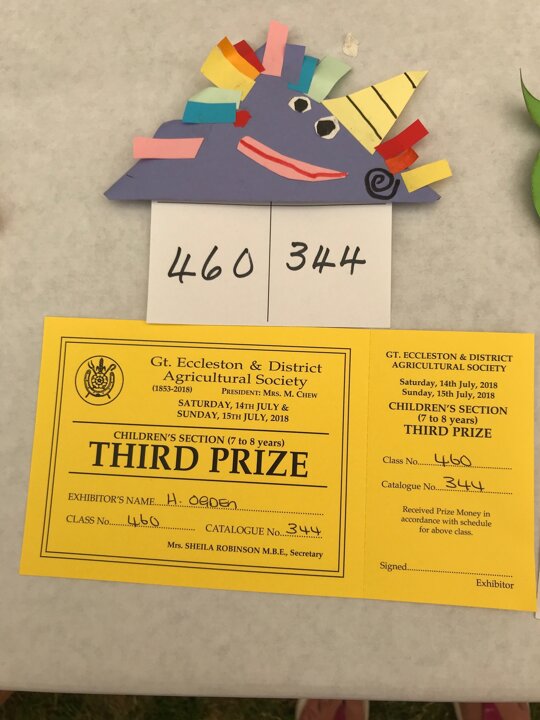 460 344
Gt. Eccleston & District
Agricultural Society
(1853-2018) President: Mrs. M. Chew
Saturday, 14th July &
Sunday, 15th July, 2018
Children's Section (7 to 8 years)
THIRD PRIZE
EXHIBITOR'S NAME H. OGDEN
CLASS No. 460 CATALOGUE No. 344
Mrs. SHEILA ROBINSON M.B.E., Secretary
Gt. Eccleston & District
Agricultural Society
Saturday, 14th July, 2018
Sunday, 15th July, 2018
Children's Section
(7 to 8 years)
THIRD PRIZE
Class No. 460
Catalogue No. 344
Received Prize Money in
accordance with schedule
for above class.
Signed
Exhibitor